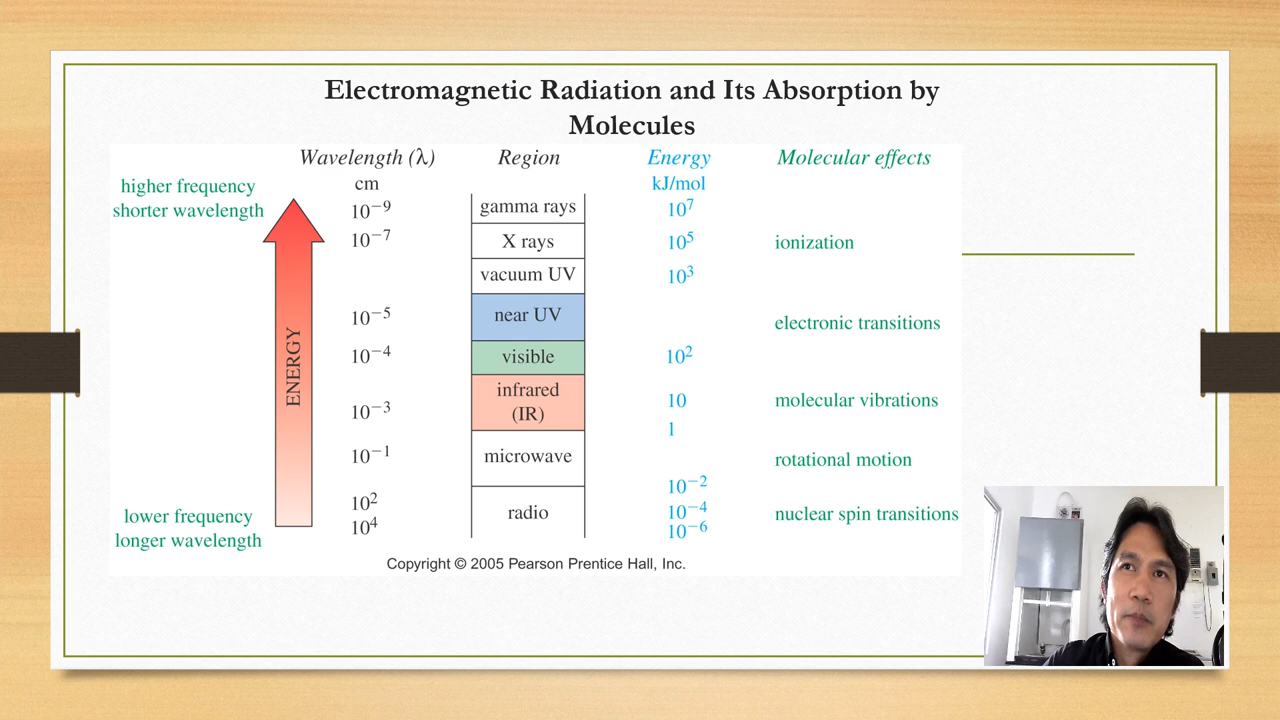 Electromagnetic Radiation and Its Absorption by
Molecules
Wavelength (λ) Region Energy Molecular effects
cm kJ/mol
higher frequency
shorter wavelength
10⁻⁹ gamma rays 10⁷
10⁻⁷ X rays 10⁵ ionization
vacuum UV 10³
10⁻⁵ near UV electronic transitions
ENERGY
10⁻⁴ visible 10²
infrared
(IR)
10⁻³ 10 molecular vibrations
1
10⁻¹ microwave rotational motion
10⁻²
10² radio 10⁻⁴ nuclear spin transitions
10⁴ 10⁻⁶
lower frequency
longer wavelength
Copyright © 2005 Pearson Prentice Hall, Inc.